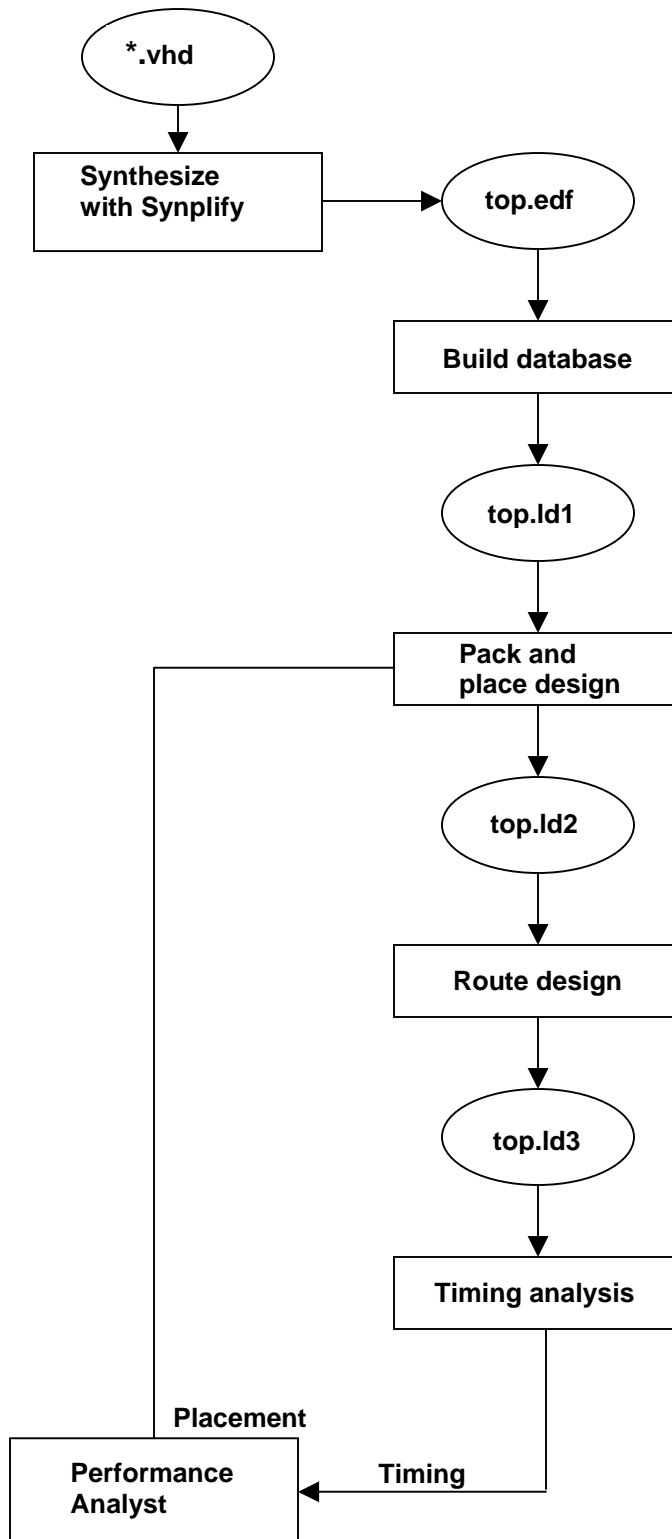 *.vhd
Synthesize
with Synplify
top.edf
Build database
top.ld1
Pack and
place design
top.ld2
Route design
top.ld3
Timing analysis
Placement
Performance
Analyst
Timing